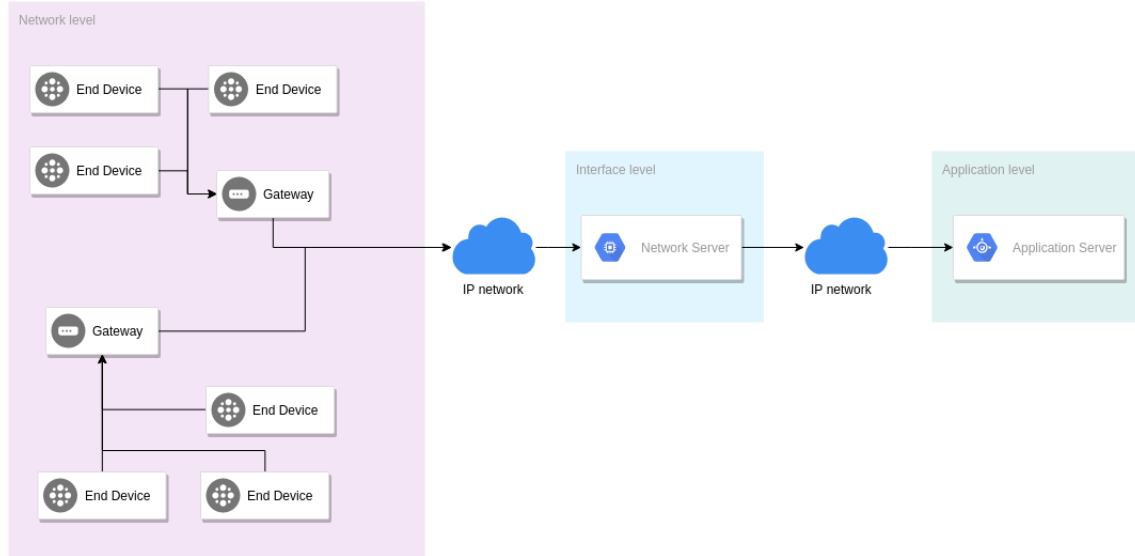 Network level
End Device
End Device
End Device
Gateway
Interface level
Network Server
Application level
Application Server
IP network
IP network
Gateway
End Device
End Device
End Device